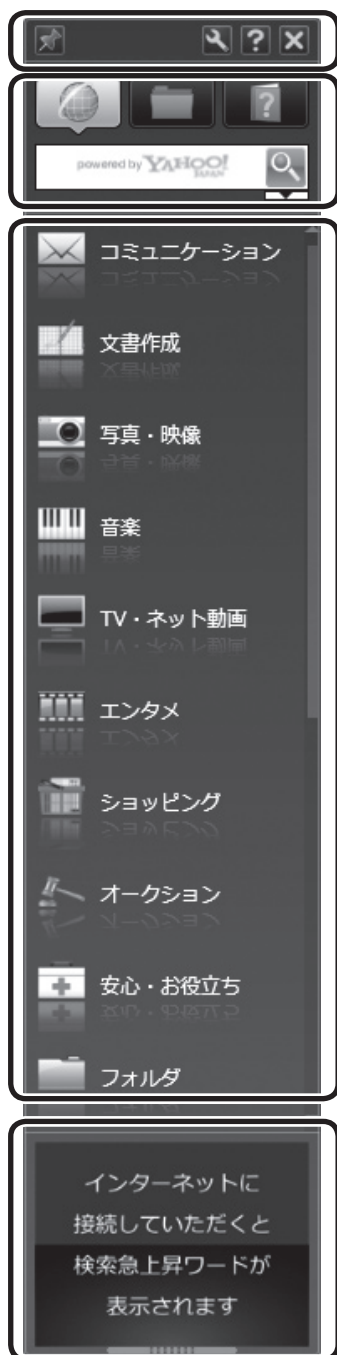 powered by YAHOO! JAPAN
コミュニケーション
文書作成
写真・映像
音楽
TV・ネット動画
エンタメ
ショッピング
オークション
安心・お役立ち
フォルダ
インターネットに
接続していただくと
検索急上昇ワードが
表示されます